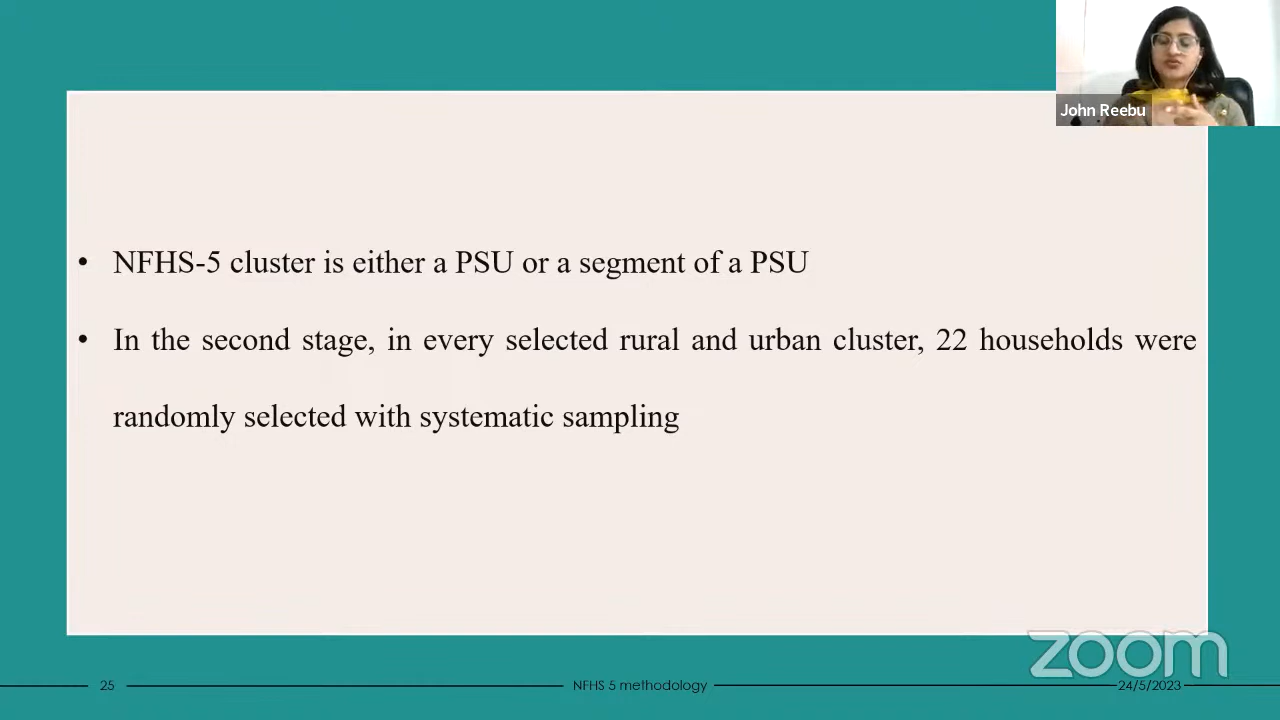 John Reebu
• NFHS-5 cluster is either a PSU or a segment of a PSU
• In the second stage, in every selected rural and urban cluster, 22 households were
randomly selected with systematic sampling
zoom
25
NFHS 5 methodology
24/5/2023